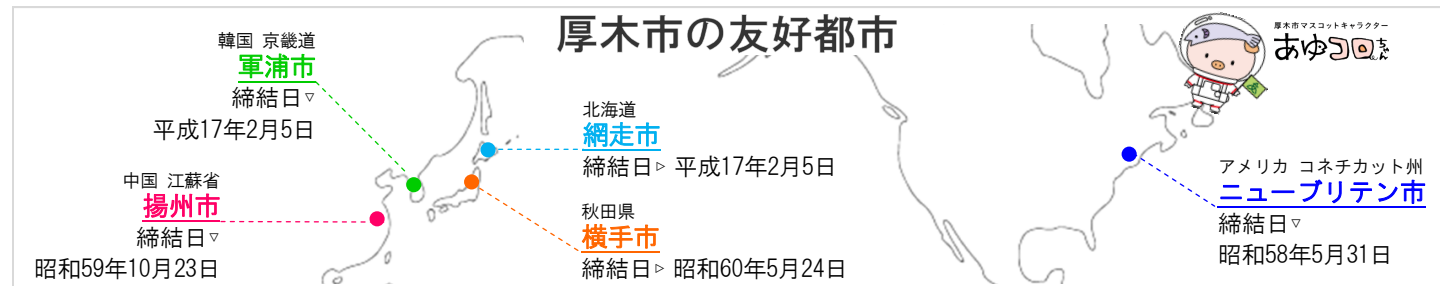 厚木市の友好都市
厚木市マスコットキャラクター
あゆコロちゃん
韓国 京畿道
軍浦市
締結日▽
平成17年2月5日
中国 江蘇省
揚州市
締結日▽
昭和59年10月23日
北海道
網走市
締結日▷ 平成17年2月5日
秋田県
横手市
締結日▷ 昭和60年5月24日
アメリカ コネチカット州
ニューブリテン市
締結日▽
昭和58年5月31日